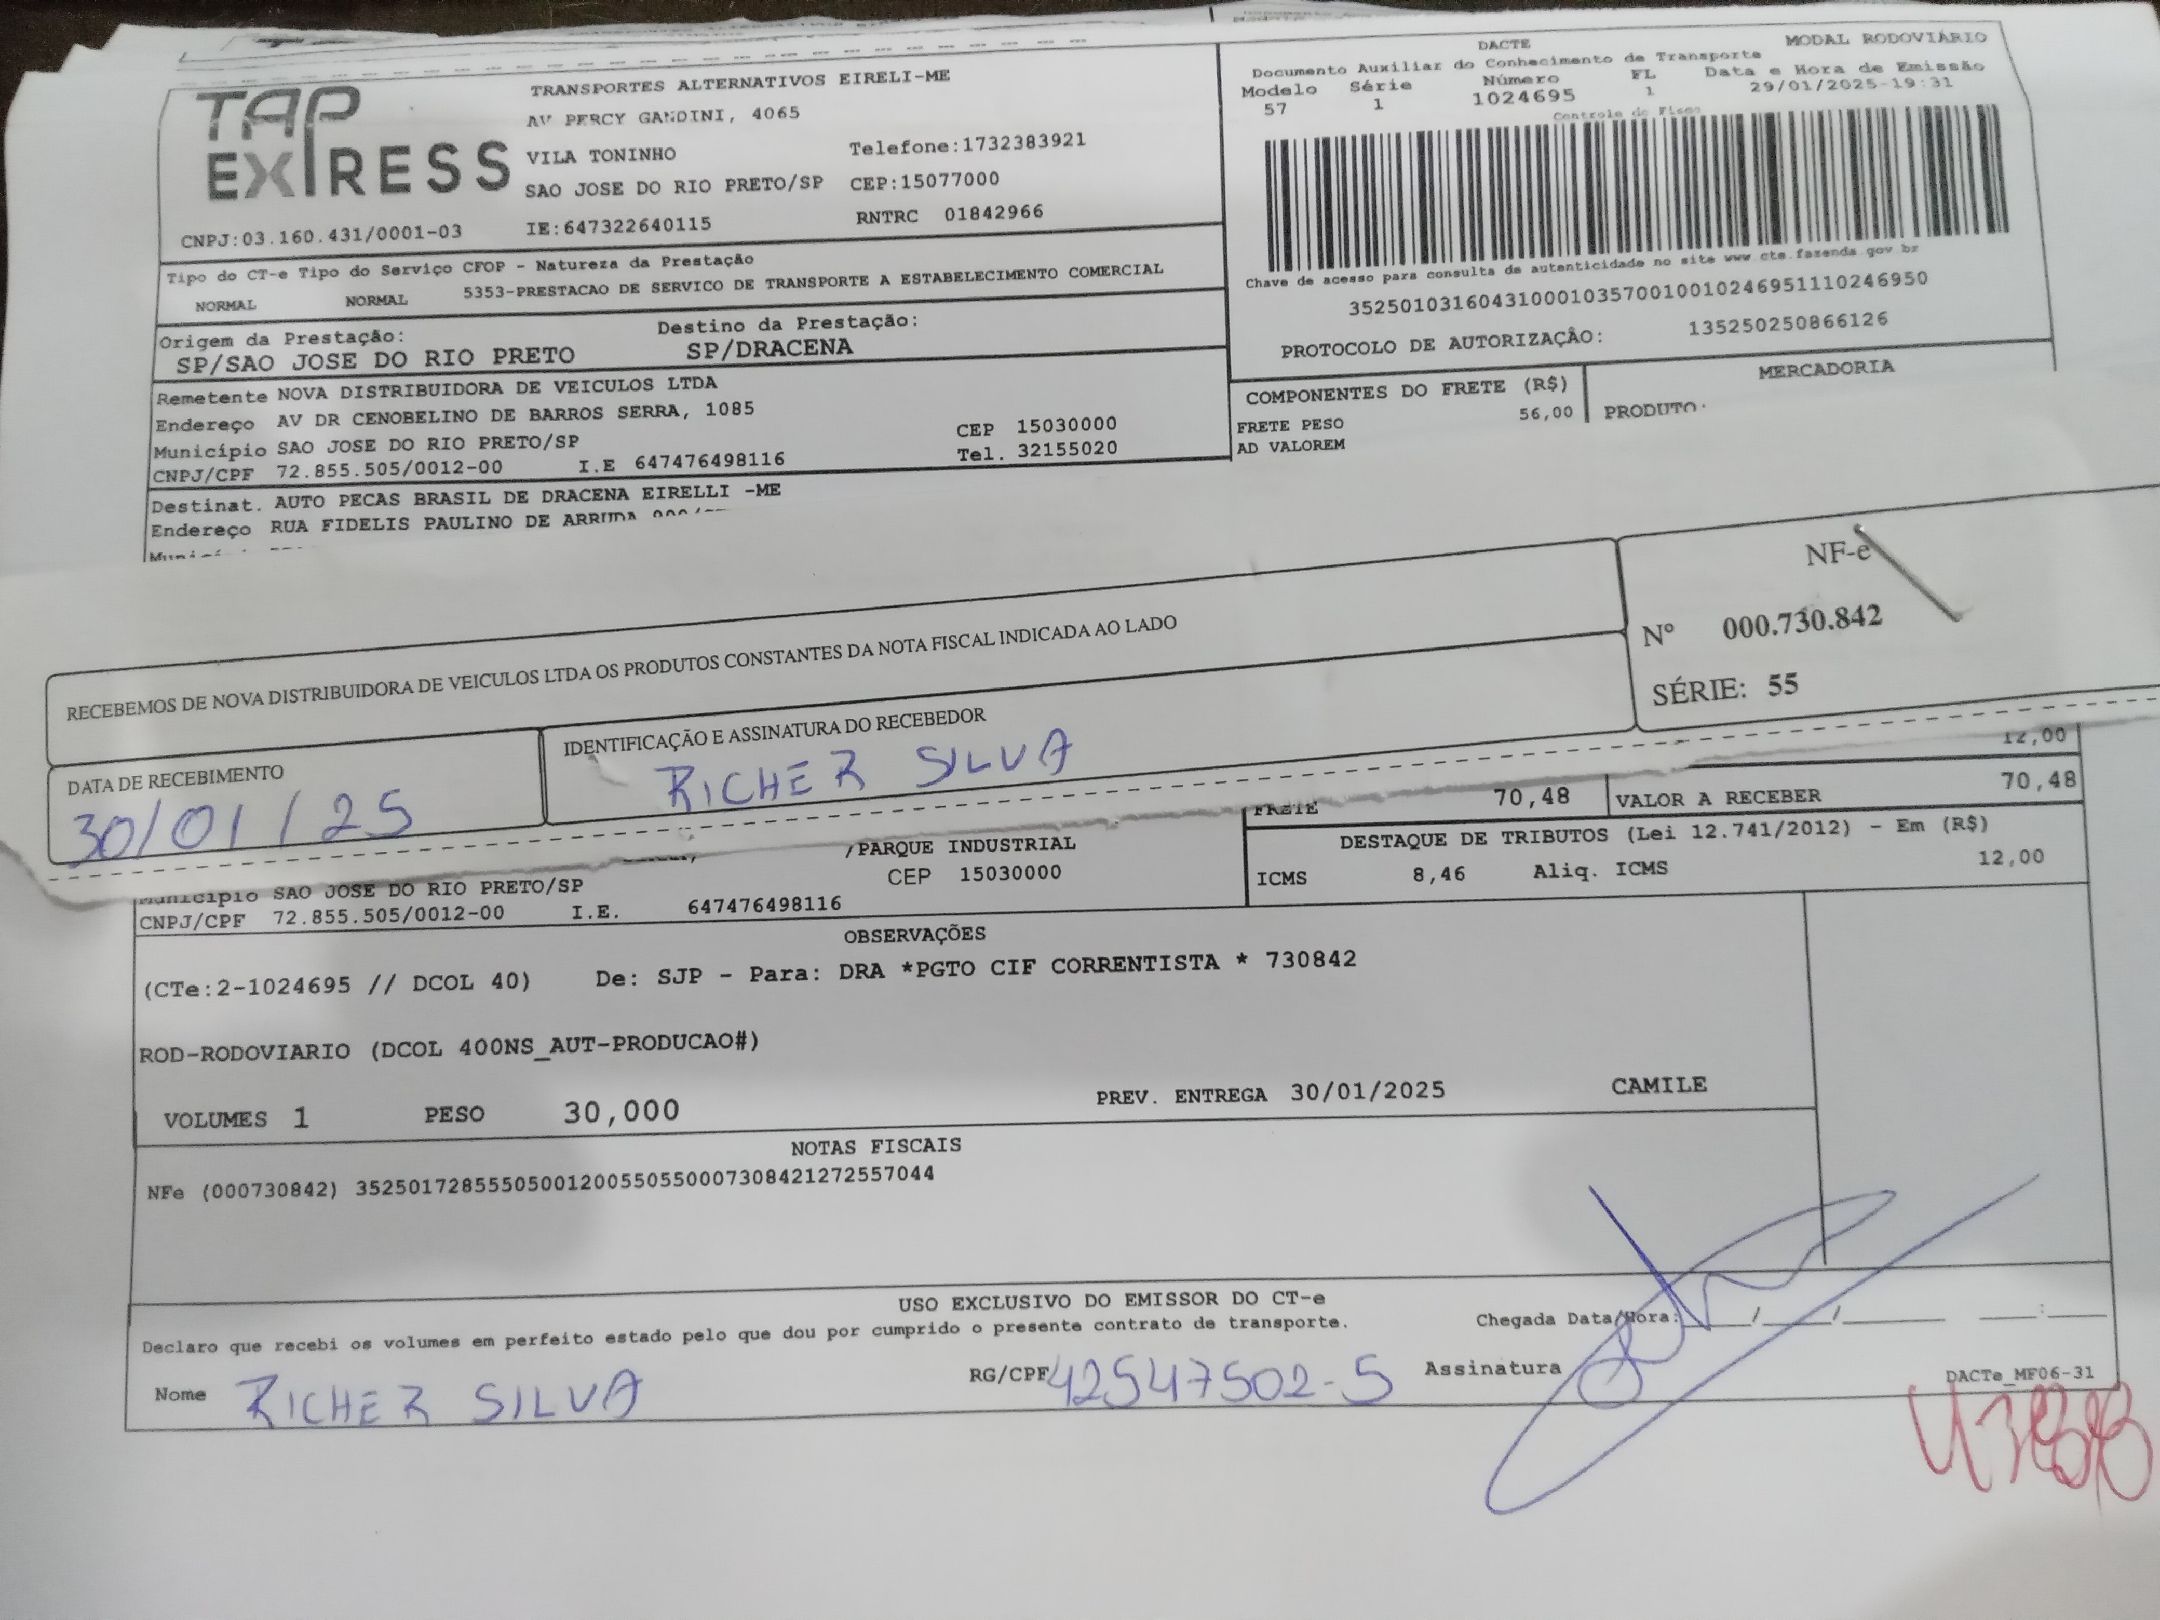 TAP EXPRESS
TRANSPORTES ALTERNATIVOS EIRELI-ME
AV PERCY GANDINI, 4065
VILA TONINHO Telefone:1732383921
SAO JOSE DO RIO PRETO/SP CEP:15077000
CNPJ:03.160.431/0001-03 IE:647322640115 RNTRC 01842966
DACTE MODAL RODOVIÁRIO
Documento Auxiliar do Conhecimento de Transporte
Modelo Série Número FL Data e Hora de Emissão
57 1 1024695 1 29/01/2025-19:31
Controle do Fisco
Chave de acesso para consulta de autenticidade no site www.cte.fazenda.gov.br
35250103160431000103570010010246951110246950
PROTOCOLO DE AUTORIZAÇÃO: 135250250866126
Tipo do CT-e Tipo do Serviço CFOP - Natureza da Prestação
NORMAL NORMAL 5353-PRESTACAO DE SERVICO DE TRANSPORTE A ESTABELECIMENTO COMERCIAL
Origem da Prestação: Destino da Prestação:
SP/SAO JOSE DO RIO PRETO SP/DRACENA
Remetente NOVA DISTRIBUIDORA DE VEICULOS LTDA
Endereço AV DR CENOBELINO DE BARROS SERRA, 1085
Município SAO JOSE DO RIO PRETO/SP CEP 15030000
CNPJ/CPF 72.855.505/0012-00 I.E 647476498116 Tel. 32155020
COMPONENTES DO FRETE (R$) MERCADORIA
FRETE PESO 56,00 PRODUTO:
AD VALOREM
Destinat. AUTO PECAS BRASIL DE DRACENA EIRELLI -ME
Endereço RUA FIDELIS PAULINO DE ARRUDA
RECEBEMOS DE NOVA DISTRIBUIDORA DE VEICULOS LTDA OS PRODUTOS CONSTANTES DA NOTA FISCAL INDICADA AO LADO
NF-e
Nº 000.730.842
SÉRIE: 55
DATA DE RECEBIMENTO IDENTIFICAÇÃO E ASSINATURA DO RECEBEDOR
30/01/25 RICHER SILVA
12,00
FRETE 70,48 VALOR A RECEBER 70,48
DESTAQUE DE TRIBUTOS (Lei 12.741/2012) - Em (R$)
ICMS 8,46 Aliq. ICMS 12,00
/PARQUE INDUSTRIAL
Município SAO JOSE DO RIO PRETO/SP CEP 15030000
CNPJ/CPF 72.855.505/0012-00 I.E. 647476498116
OBSERVAÇÕES
(CTe:2-1024695 // DCOL 40) De: SJP - Para: DRA *PGTO CIF CORRENTISTA * 730842
ROD-RODOVIARIO (DCOL 400NS_AUT-PRODUCAO#)
VOLUMES 1 PESO 30,000 PREV. ENTREGA 30/01/2025 CAMILE
NOTAS FISCAIS
NFe (000730842) 35250172855505001200550550007308421272557044
USO EXCLUSIVO DO EMISSOR DO CT-e
Declaro que recebi os volumes em perfeito estado pelo que dou por cumprido o presente contrato de transporte. Chegada Data/Hora: / / :
Nome RICHER SILVA RG/CPF 42547502-5 Assinatura
DACTe_MF06-31